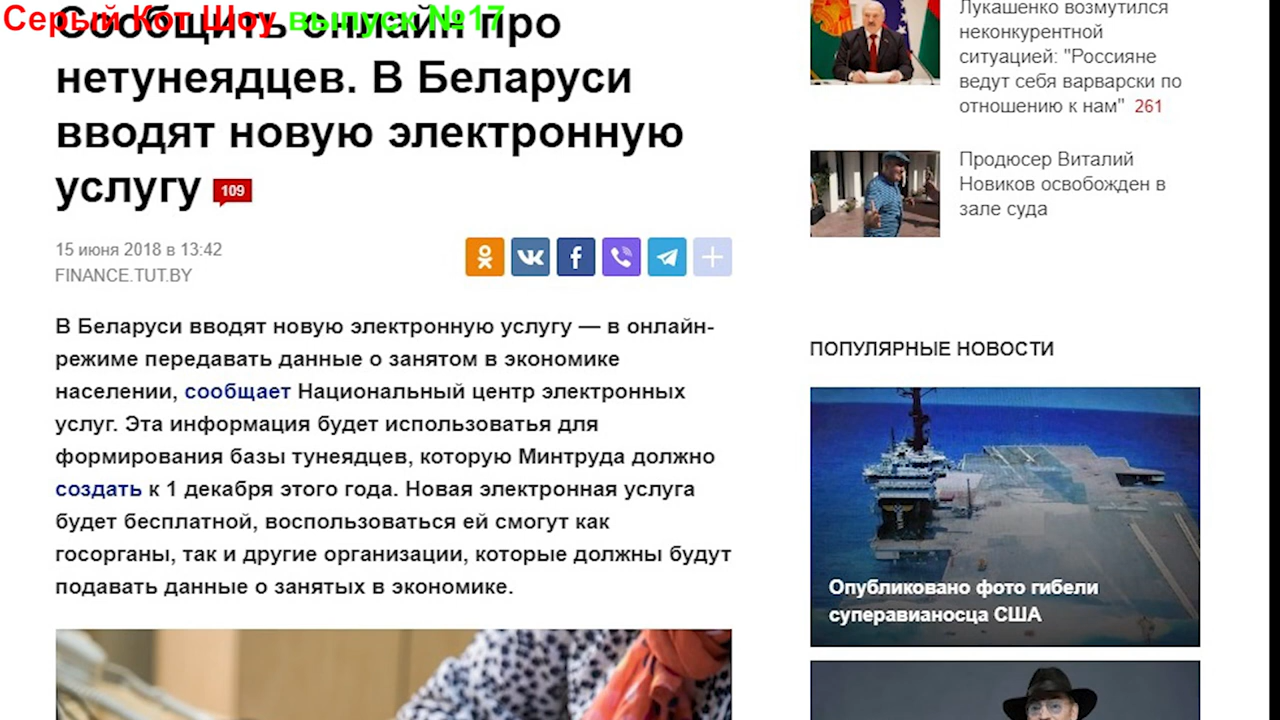 Серый Кот Шоу выпуск №17
Сообщить онлайн про
нетунеядцев. В Беларуси
вводят новую электронную
услугу 109
15 июня 2018 в 13:42
FINANCE.TUT.BY
В Беларуси вводят новую электронную услугу — в онлайн-
режиме передавать данные о занятом в экономике
населении, сообщает Национальный центр электронных
услуг. Эта информация будет использоватья для
формирования базы тунеядцев, которую Минтруда должно
создать к 1 декабря этого года. Новая электронная услуга
будет бесплатной, воспользоваться ей смогут как
госорганы, так и другие организации, которые должны будут
подавать данные о занятых в экономике.
Лукашенко возмутился
неконкурентной
ситуацией: "Россияне
ведут себя варварски по
отношению к нам" 261
Продюсер Виталий
Новиков освобожден в
зале суда
ПОПУЛЯРНЫЕ НОВОСТИ
Опубликовано фото гибели
суперавианосца США